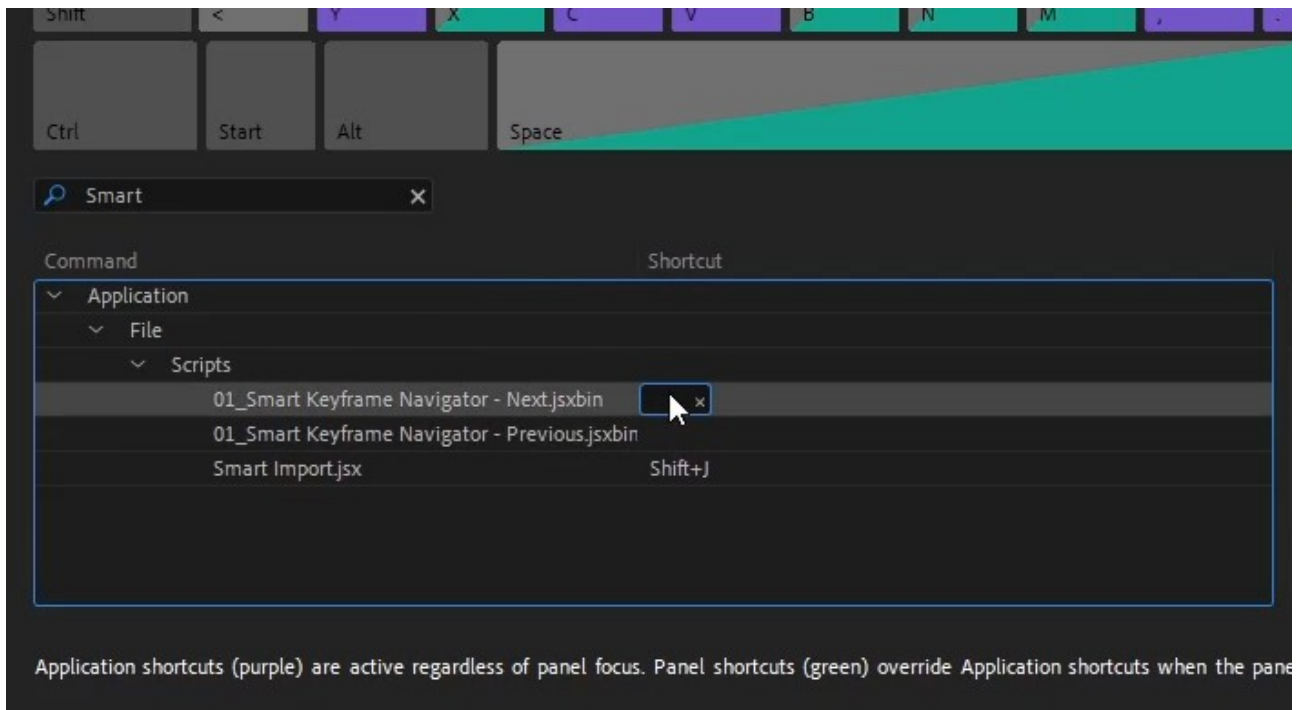 Shift < Y X C V B N M , .
Ctrl Start Alt Space
Smart
Command Shortcut
Application
File
Scripts
01_Smart Keyframe Navigator - Next.jsxbin
01_Smart Keyframe Navigator - Previous.jsxbin
Smart Import.jsx Shift+J
Application shortcuts (purple) are active regardless of panel focus. Panel shortcuts (green) override Application shortcuts when the pane